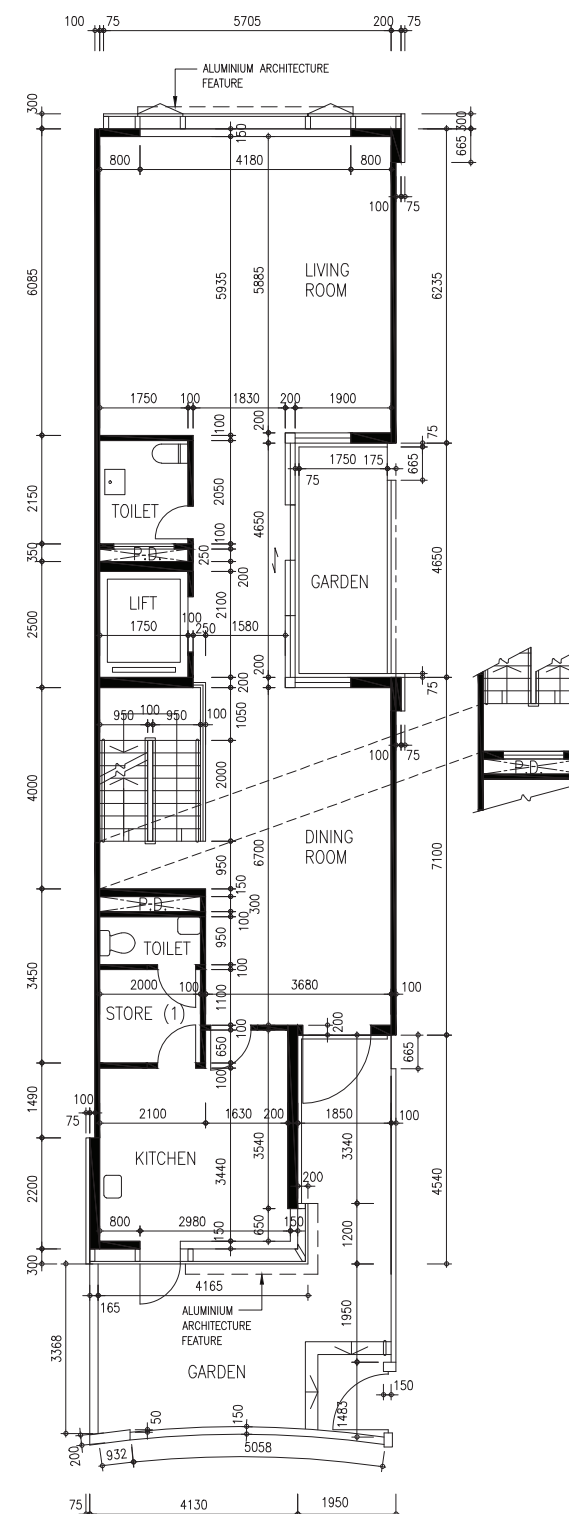 100 75 5705 200 75
ALUMINIUM ARCHITECTURE
FEATURE
300
150
300
665
800 4180 800
100 75
6085
5935
5885
LIVING
ROOM
6235
1750 100 1830 200 1900
100
200
75
665
1750 175
75
2150
2050
TOILET
100
4650
4650
350
P.D.
250
200
GARDEN
LIFT
2500
2100
100
1750 250 1580
200
200
75
950 100 950 100
1050
100 75
P.D.
4000
2000
DINING
ROOM
6700
7100
950
150
300
P.D.
100
950
TOILET
3450
100
2000 100 3680 100
1100
STORE (1)
200
100
650
100
665
1490
100
75
2100 1630 200 1850 100
3340
KITCHEN
3540
3440
4540
200
2200
800 2980 150
650
150
1200
300
4165
165
ALUMINIUM
ARCHITECTURE
FEATURE
1950
3368
GARDEN
150
1483
50
150
200
932 5058
75 4130 1950